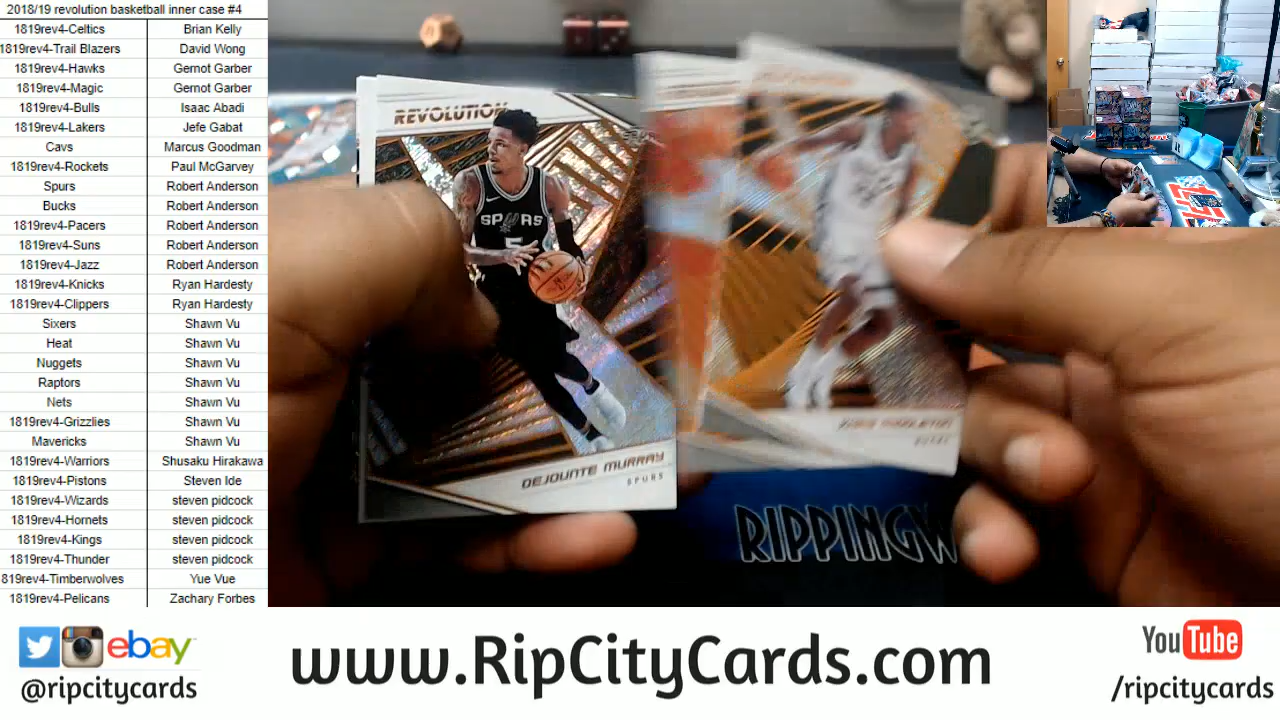 2018/19 revolution basketball inner case #4
1819rev4-Celtics Brian Kelly
1819rev4-Trail Blazers David Wong
1819rev4-Hawks Gernot Garber
1819rev4-Magic Gernot Garber
1819rev4-Bulls Isaac Abadi
1819rev4-Lakers Jefe Gabat
Cavs Marcus Goodman
1819rev4-Rockets Paul McGarvey
Spurs Robert Anderson
Bucks Robert Anderson
1819rev4-Pacers Robert Anderson
1819rev4-Suns Robert Anderson
1819rev4-Jazz Robert Anderson
1819rev4-Knicks Ryan Hardesty
1819rev4-Clippers Ryan Hardesty
Sixers Shawn Vu
Heat Shawn Vu
Nuggets Shawn Vu
Raptors Shawn Vu
Nets Shawn Vu
1819rev4-Grizzlies Shawn Vu
Mavericks Shawn Vu
1819rev4-Warriors Shusaku Hirakawa
1819rev4-Pistons Steven Ide
1819rev4-Wizards steven pidcock
1819rev4-Hornets steven pidcock
1819rev4-Kings steven pidcock
1819rev4-Thunder steven pidcock
819rev4-Timberwolves Yue Vue
1819rev4-Pelicans Zachary Forbes
REVOLUTION
SPURS
5
DEJOUNTE MURRAY
SPURS
RIPPINGW
ebay
@ripcitycards
www.RipCityCards.com
YouTube
/ripcitycards